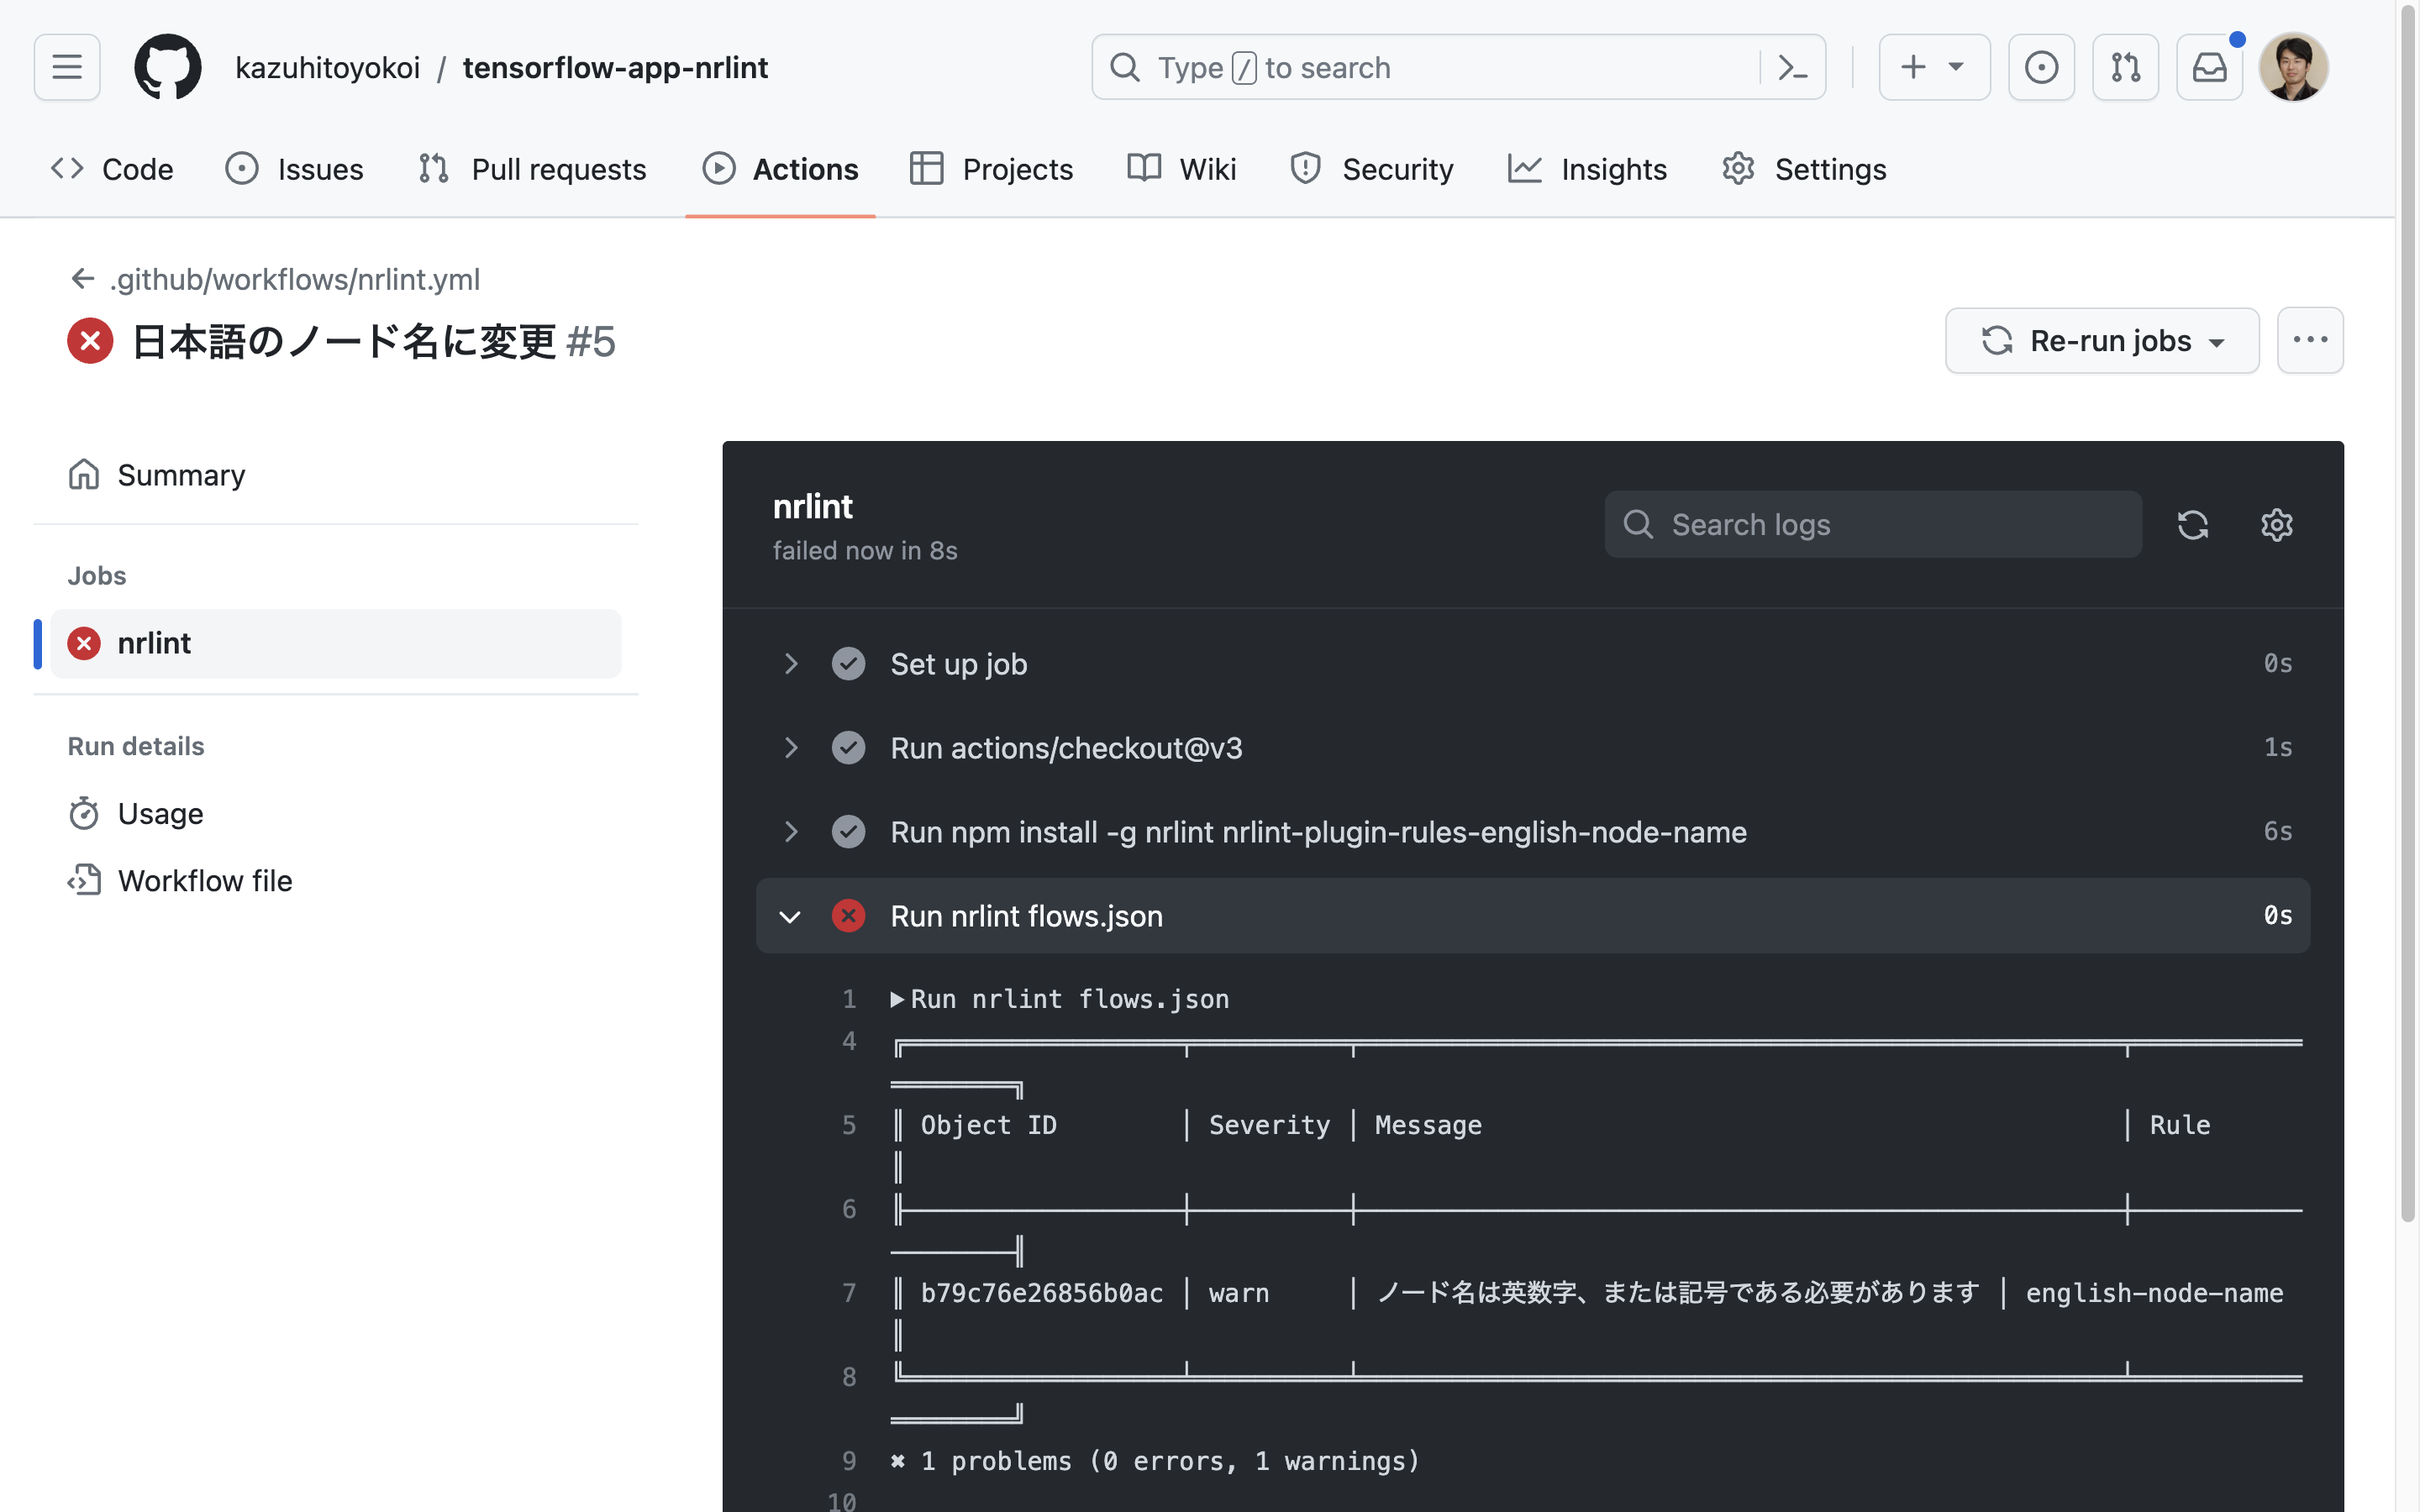 kazuhitoyokoi / tensorflow-app-nrlint
Type / to search
Code Issues Pull requests Actions Projects Wiki Security Insights Settings
← .github/workflows/nrlint.yml
日本語のノード名に変更 #5
Re-run jobs
Summary
Jobs
nrlint
Run details
Usage
Workflow file
nrlint
failed now in 8s
Search logs
Set up job 0s
Run actions/checkout@v3 1s
Run npm install -g nrlint nrlint-plugin-rules-english-node-name 6s
Run nrlint flows.json 0s
1 ▶Run nrlint flows.json
4
5 ║ Object ID │ Severity │ Message │ Rule
║
6
7 ║ b79c76e26856b0ac │ warn │ ノード名は英数字、または記号である必要があります │ english-node-name
║
8
9 ✖ 1 problems (0 errors, 1 warnings)
10